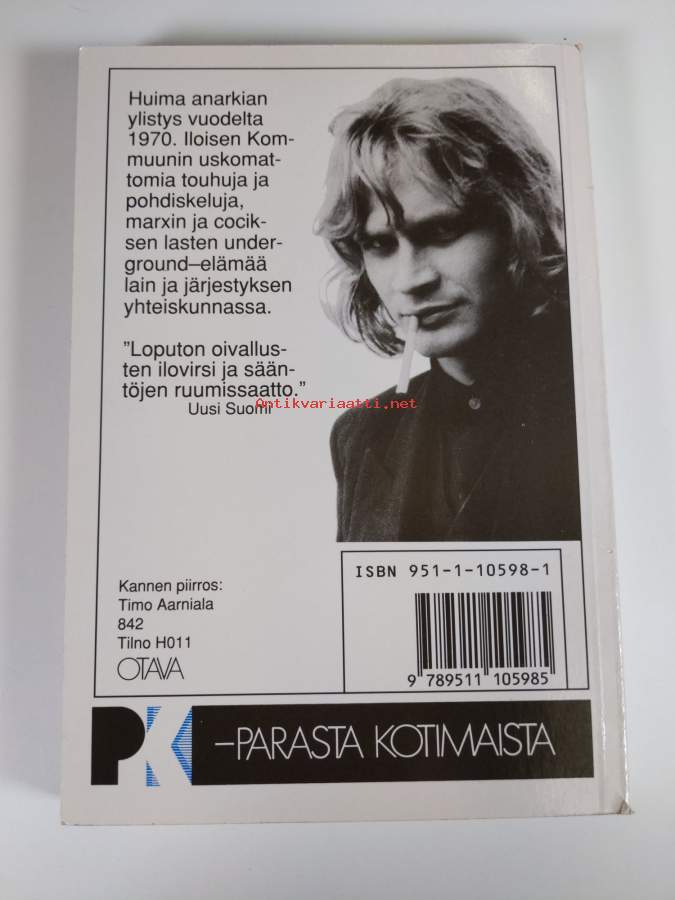 Huima anarkian
ylistys vuodelta
1970. Iloisen Kom-
muunin uskomat-
tomia touhuja ja
pohdiskeluja,
marxin ja cocik-
sen lasten under-
ground–elämää
lain ja järjestyksen
yhteiskunnassa.
"Loputon oivallus-
ten ilovirsi ja sään-
töjen ruumissaatto."
Uusi Suomi
Antikvariaatti.net
Kannen piirros:
Timo Aarniala
842
Tilno H011
OTAVA
ISBN 951-1-10598-1
9 789511 105985
PK –PARASTA KOTIMAISTA